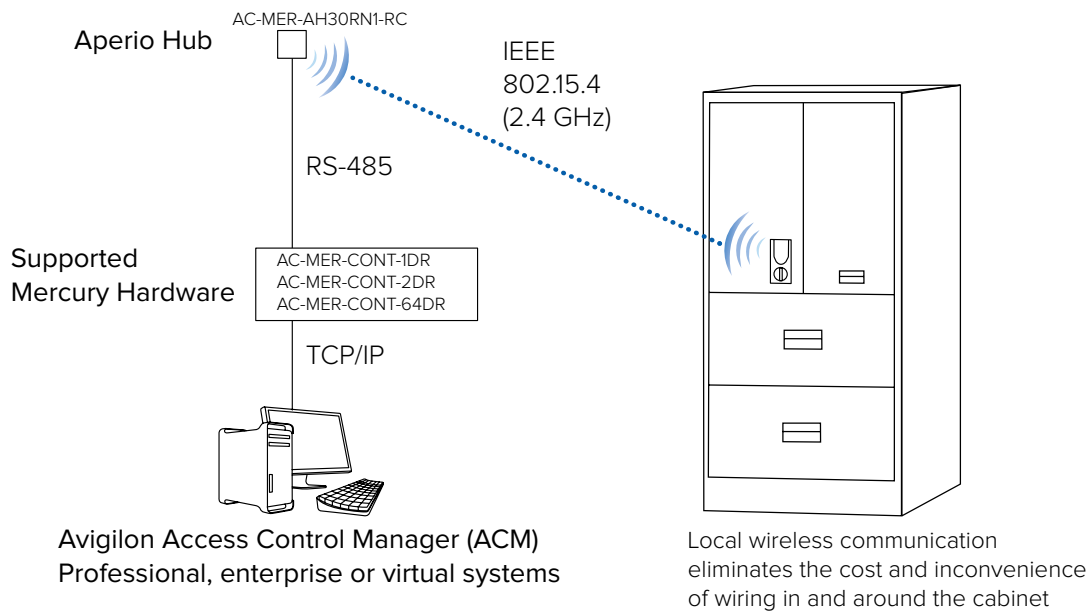 AC-MER-AH30RN1-RC
Aperio Hub
IEEE
802.15.4
(2.4 GHz)
RS-485
Supported
Mercury Hardware
AC-MER-CONT-1DR
AC-MER-CONT-2DR
AC-MER-CONT-64DR
TCP/IP
Avigilon Access Control Manager (ACM)
Professional, enterprise or virtual systems
Local wireless communication
eliminates the cost and inconvenience
of wiring in and around the cabinet